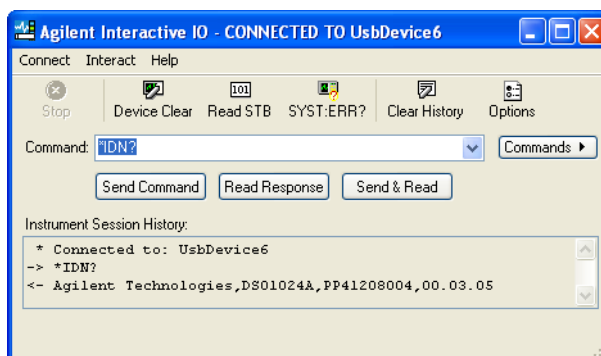 Agilent Interactive IO - CONNECTED TO UsbDevice6
Connect Interact Help
Stop Device Clear Read STB SYST:ERR? Clear History Options
Command: *IDN? Commands
Send Command Read Response Send & Read
Instrument Session History:
* Connected to: UsbDevice6
-> *IDN?
<- Agilent Technologies,DSO1024A,PP41208004,00.03.05